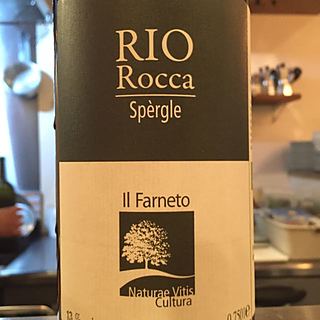 RIO
Rocca
Spèrgle
Il Farneto
Naturae Vitis
Cultura